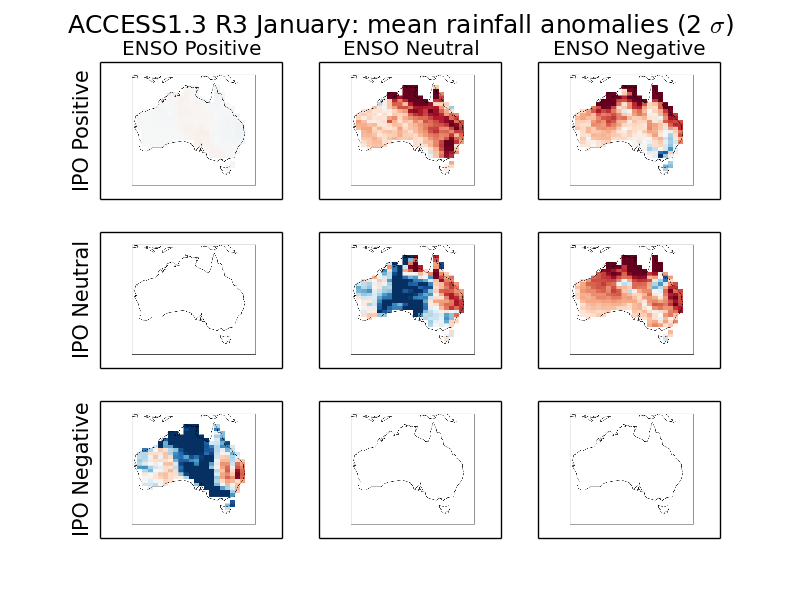 ACCESS1.3 R3 January: mean rainfall anomalies (2 σ)
ENSO Positive ENSO Neutral ENSO Negative
IPO Positive
IPO Neutral
IPO Negative